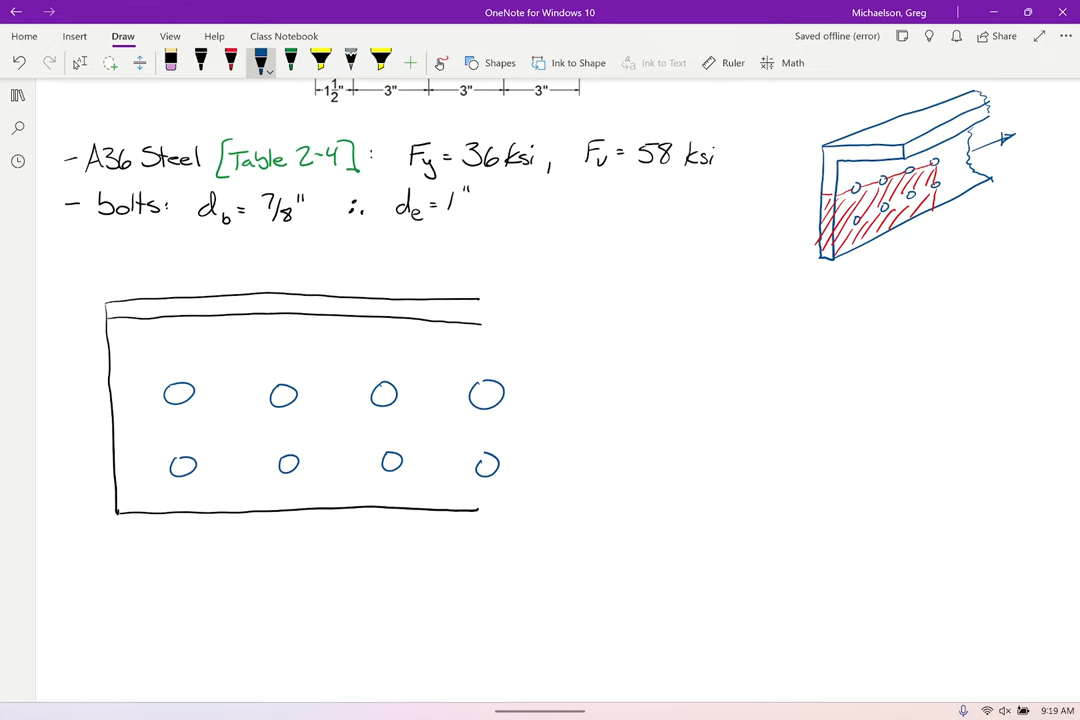 OneNote for Windows 10
Michaelson, Greg
Home Insert Draw View Help Class Notebook
Saved offline (error) Share
Shapes Ink to Shape Ink to Text Ruler Math
1 1/2" 3" 3" 3"
- A36 Steel [Table 2-4] : Fy = 36 ksi, Fu = 58 ksi
- bolts: db = 7/8" ∴ de = 1"
9:19 AM